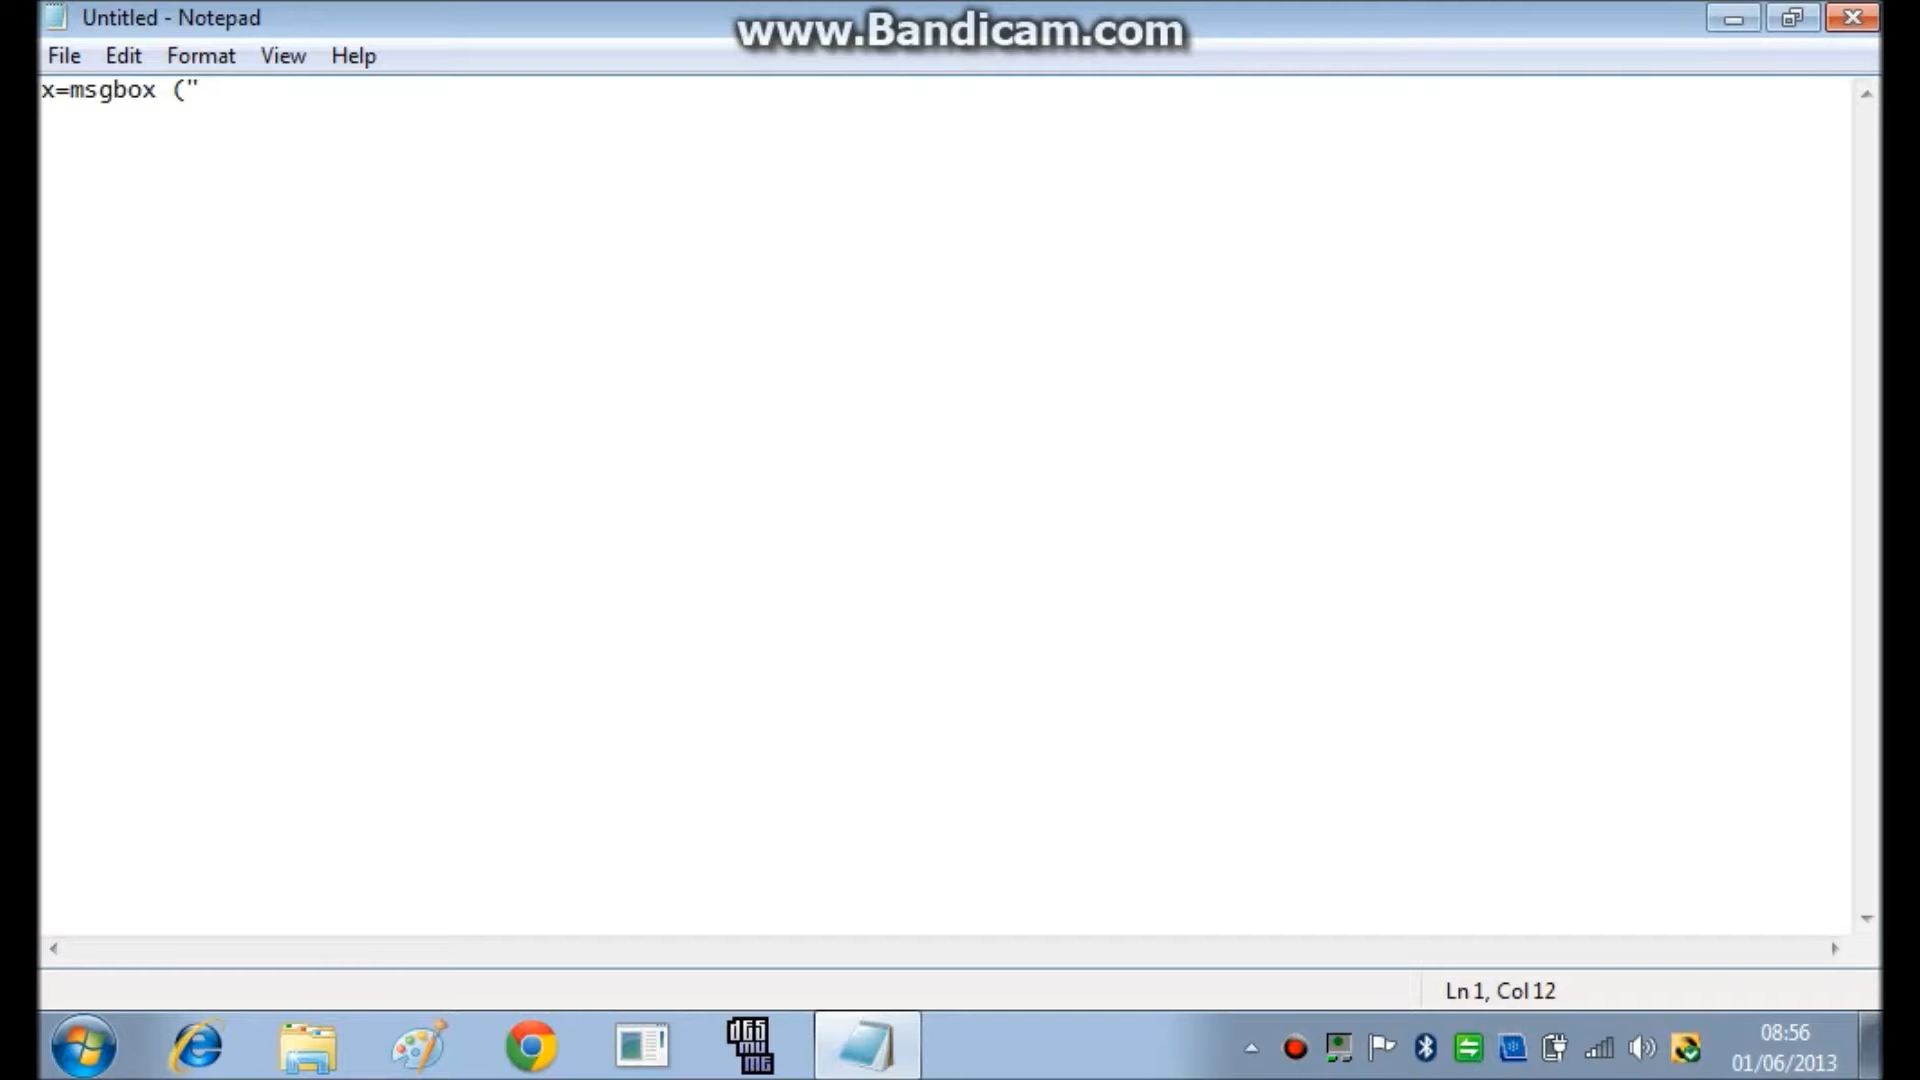 Untitled - Notepad
www.Bandicam.com
File Edit Format View Help
x=msgbox ("
Ln 1, Col 12
08:56
01/06/2013